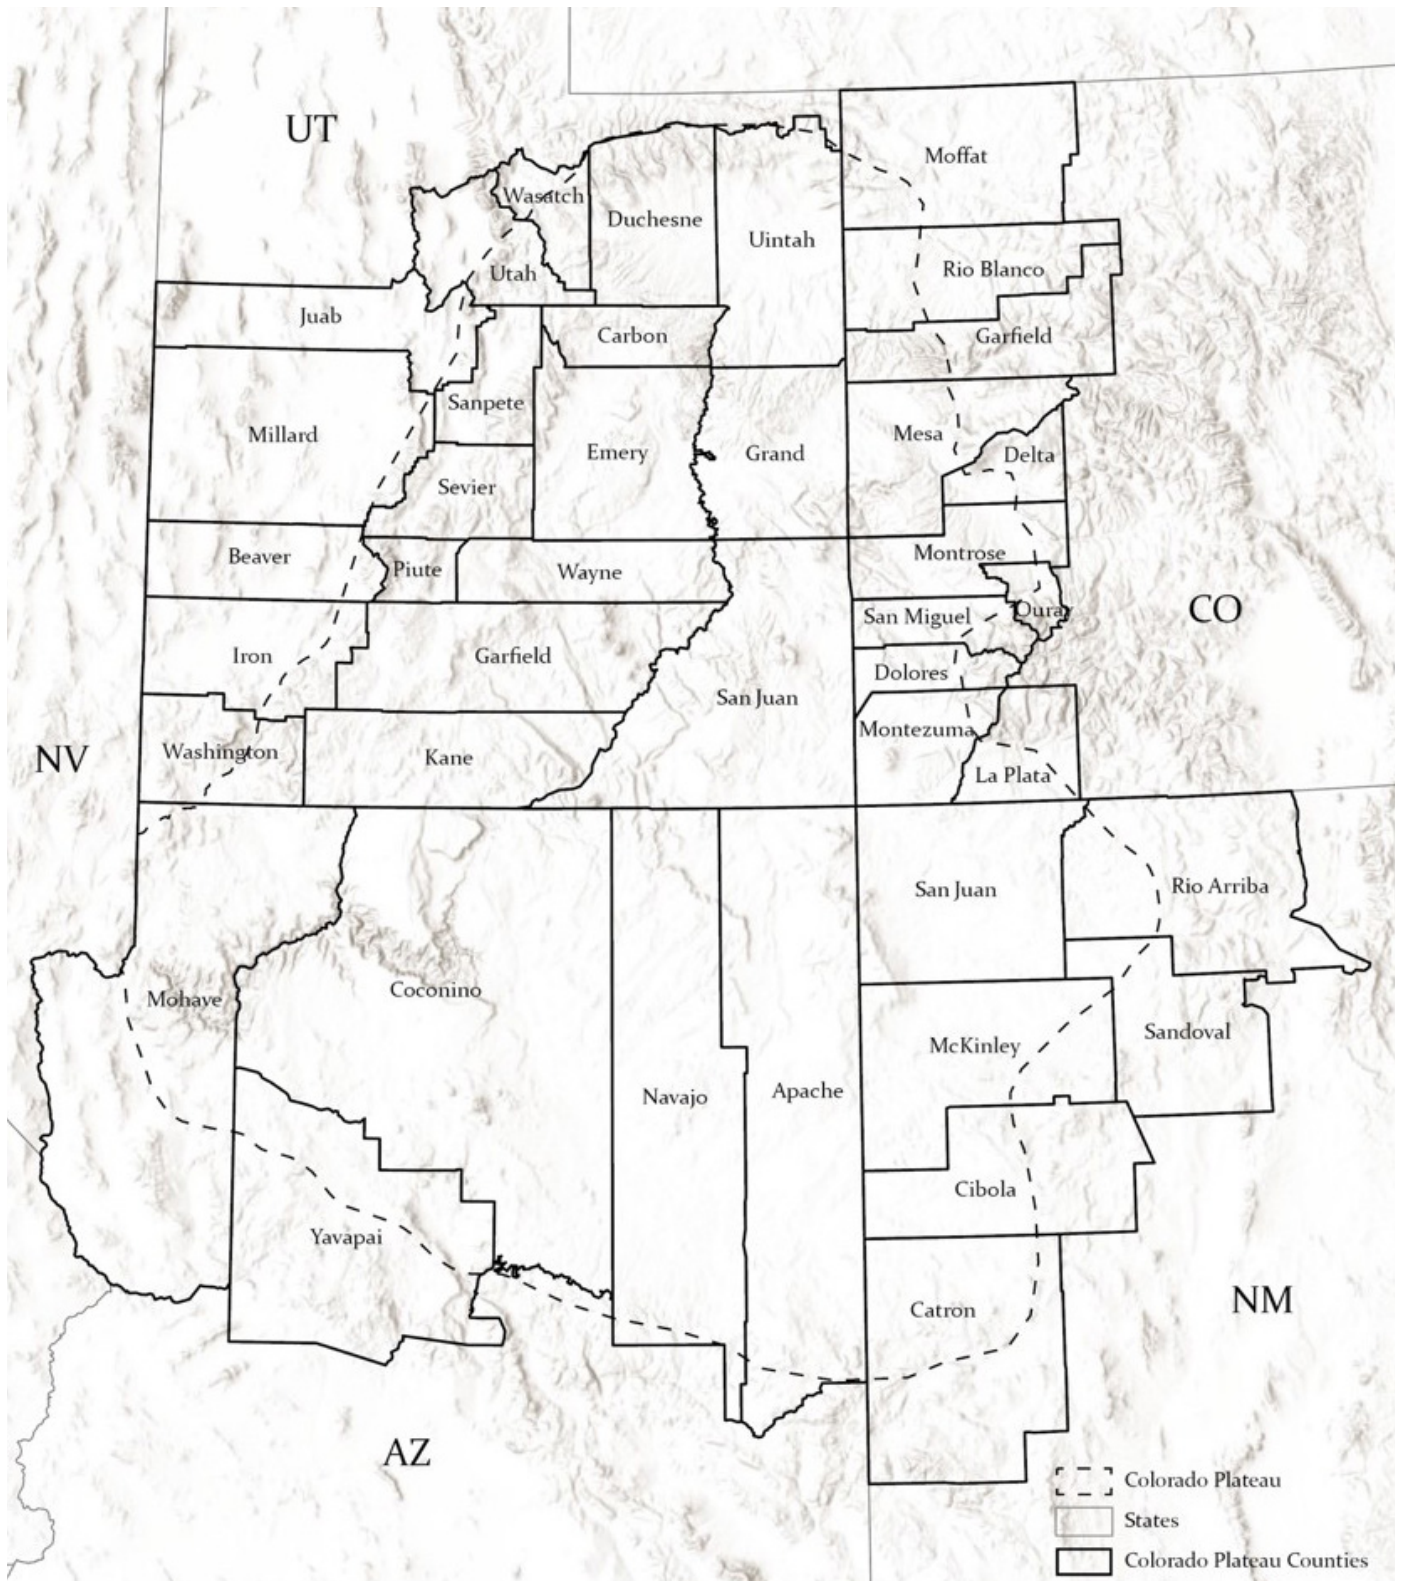 UT
Moffat
Wasatch
Duchesne
Uintah
Utah
Rio Blanco
Juab
Carbon
Garfield
Sanpete
Millard
Emery
Grand
Mesa
Delta
Sevier
Beaver
Piute
Wayne
Montrose
San Miguel
Ouray
CO
Iron
Garfield
San Juan
Dolores
Montezuma
NV
Washington
Kane
La Plata
San Juan
Rio Arriba
Mohave
Coconino
McKinley
Sandoval
Navajo
Apache
Cibola
Yavapai
Catron
NM
AZ
Colorado Plateau
States
Colorado Plateau Counties